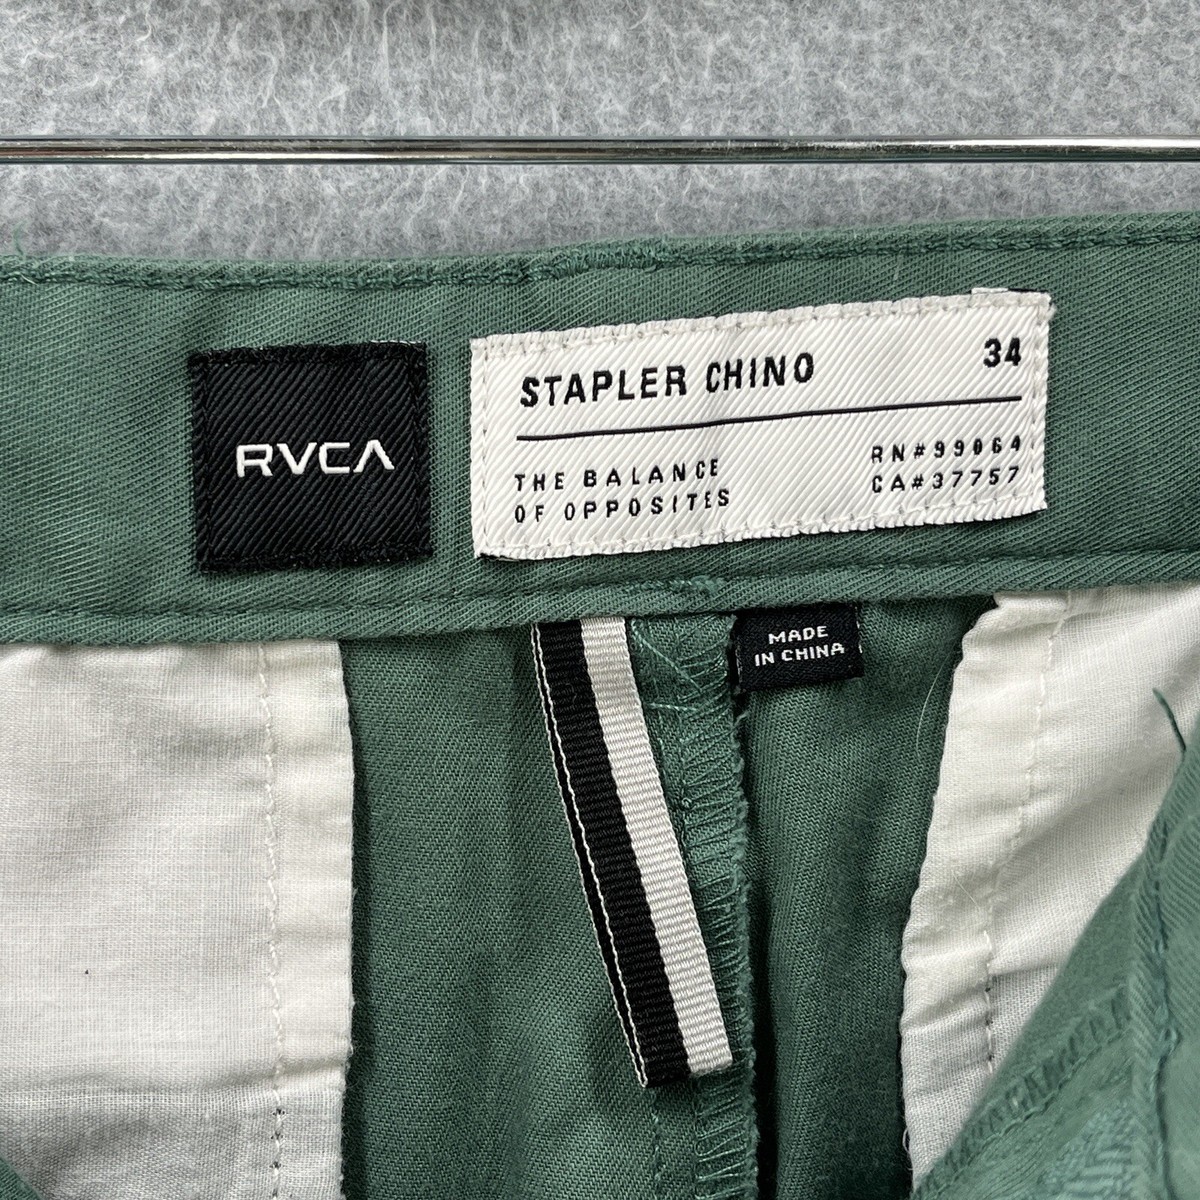 RVCA
STAPLER CHINO 34
THE BALANCE
OF OPPOSITES
RN#99064
CA#37757
MADE
IN CHINA